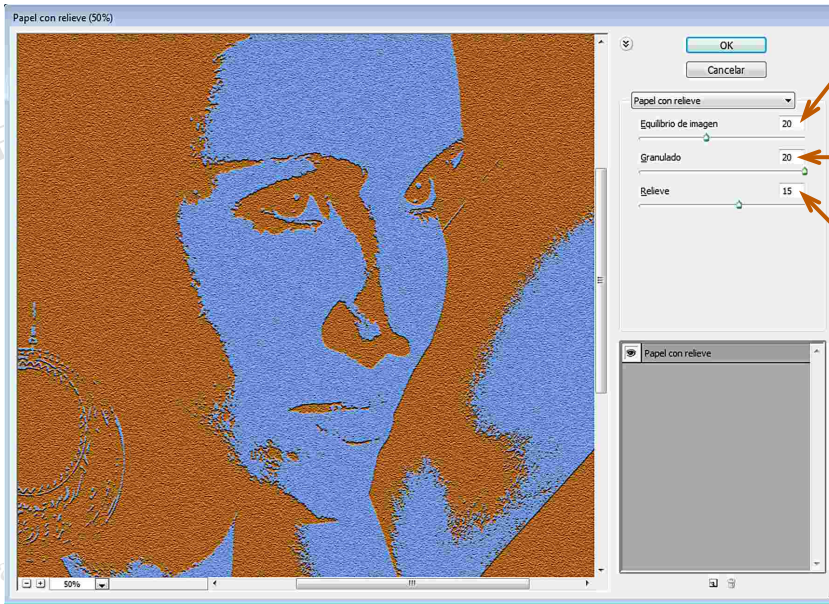 Papel con relieve (50%)
OK
Cancelar
Papel con relieve
Equilibrio de imagen 20
Granulado 20
Relieve 15
Papel con relieve
50%